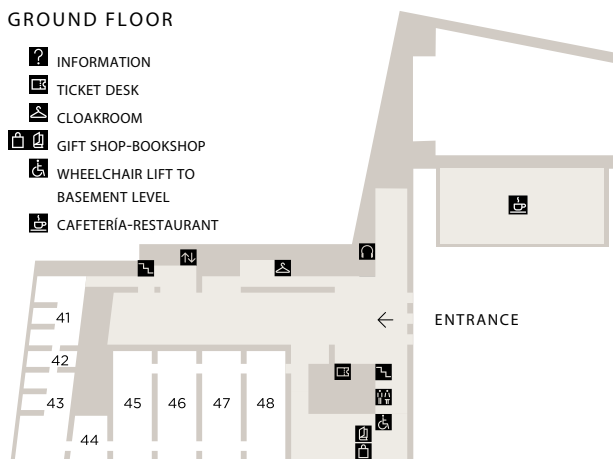 GROUND FLOOR
? INFORMATION
TICKET DESK
CLOAKROOM
GIFT SHOP-BOOKSHOP
WHEELCHAIR LIFT TO
BASEMENT LEVEL
CAFETERÍA-RESTAURANT
41
ENTRANCE
42
43
45
46
47
48
44